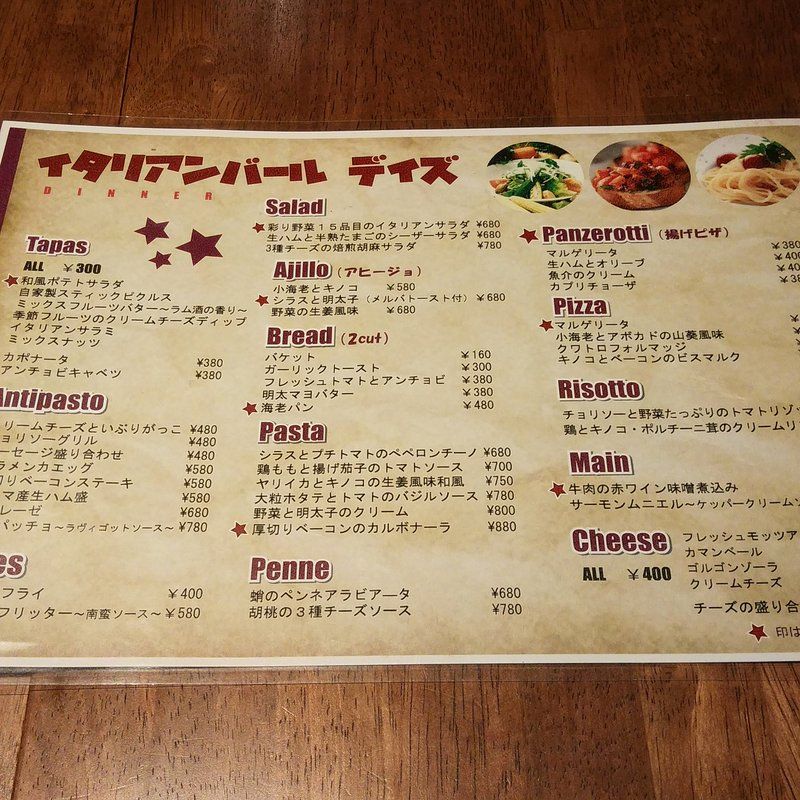 イタリアンバール デイズ
DINNER
Tapas
ALL ￥300
和風ポテトサラダ
自家製スティックピクルス
ミックスフルーツバター～ラム酒の香り～
季節フルーツのクリームチーズディップ
イタリアンサラミ
ミックスナッツ
カポナータ ¥380
アンチョビキャベツ ¥380
Antipasto
リームチーズといぶりがっこ ¥480
ョリソーグリル ¥480
ーセージ盛り合わせ ¥480
ラメンカエッグ ¥580
切りベーコンステーキ ¥580
マ産生ハム盛 ¥580
レーゼ ¥680
パッチョ～ラヴィゴットソース～ ¥780
es
フライ ￥400
フリッター～南蛮ソース～ ¥580
Salad
彩り野菜１５品目のイタリアンサラダ ¥680
生ハムと半熟たまごのシーザーサラダ ¥680
3種チーズの焙煎胡麻サラダ ¥780
Ajillo (アヒージョ)
小海老とキノコ ￥580
シラスと明太子（メルバトースト付） ￥680
野菜の生姜風味 ￥680
Bread (2cut)
バケット ￥160
ガーリックトースト ￥300
フレッシュトマトとアンチョビ ￥380
明太マヨバター ￥380
海老パン ￥480
Pasta
シラスとプチトマトのペペロンチーノ ¥680
鶏ももと揚げ茄子のトマトソース ¥700
ヤリイカとキノコの生姜風味和風 ¥750
大粒ホタテとトマトのバジルソース ¥780
野菜と明太子のクリーム ¥800
厚切りベーコンのカルボナーラ ¥880
Penne
蛸のペンネアラビアータ ¥680
胡桃の３種チーズソース ¥780
Panzerotti (揚げピザ)
マルゲリータ ¥380
生ハムとオリーブ
魚介のクリーム
カプリチョーザ
Pizza
マルゲリータ
小海老とアボカドの山葵風味
クワトロフォルマッジ
キノコとベーコンのビスマルク
Risotto
チョリソーと野菜たっぷりのトマトリゾッ
鶏とキノコ・ポルチーニ茸のクリームリ
Main
牛肉の赤ワイン味噌煮込み
サーモンムニエル～ケッパークリームソ
Cheese
ALL ￥400
フレッシュモッツア
カマンベール
ゴルゴンゾーラ
クリームチーズ
チーズの盛り合
印は